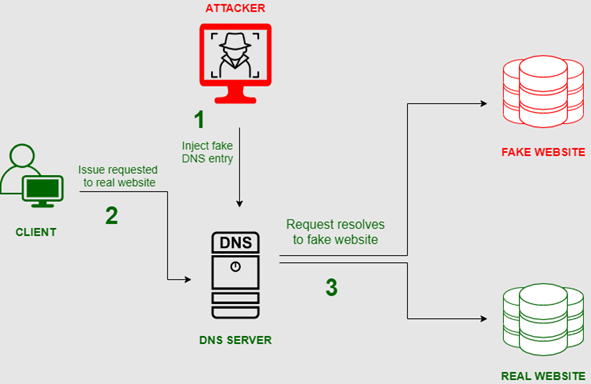 ATTACKER
1
Inject fake
DNS entry
Issue requested
to real website
2
CLIENT
DNS
DNS SERVER
Request resolves
to fake website
3
FAKE WEBSITE
REAL WEBSITE